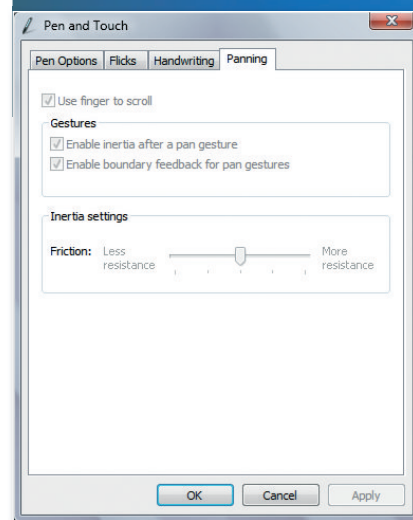 Pen and Touch
Pen Options Flicks Handwriting Panning
Use finger to scroll
Gestures
Enable inertia after a pan gesture
Enable boundary feedback for pan gestures
Inertia settings
Friction: Less resistance More resistance
OK Cancel Apply